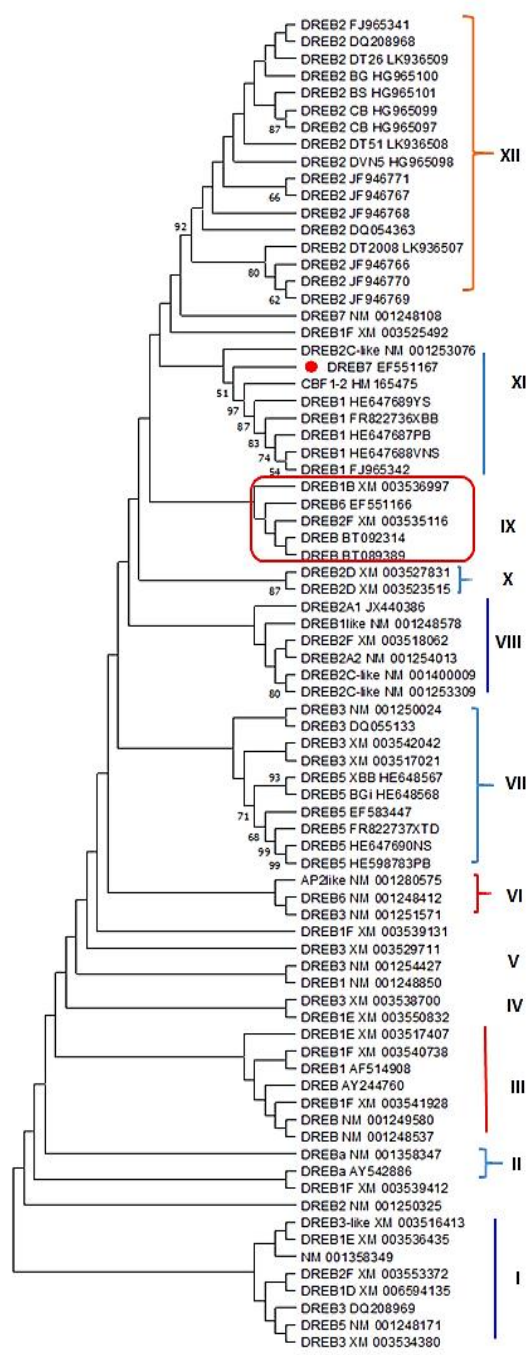 DREB2 FJ965341
DREB2 DQ208968
DREB2 DT26 LK936509
DREB2 BG HG965100
DREB2 BS HG965101
DREB2 CB HG965099
87
DREB2 CB HG965097
DREB2 DT51 LK936508
XII
DREB2 DVN5 HG965098
DREB2 JF946771
66
DREB2 JF946767
DREB2 JF946768
92
DREB2 DQ054363
DREB2 DT2008 LK936507
80
DREB2 JF946766
DREB2 JF946770
62
DREB2 JF946769
DREB7 NM 001248108
DREB1F XM 003525492
DREB2C-like NM 001253076
DREB7 EF551167
51
CBF1-2 HM165475
XI
97
DREB1 HE647689YS
87
DREB1 FR822736XBB
83
DREB1 HE647687PB
74
DREB1 HE647688VNS
54
DREB1 FJ965342
DREB1B XM 003536997
DREB6 EF551166
DREB2F XM 003535116
IX
DREB BT092314
DREB BT089389
DREB2D XM 003527831
X
87
DREB2D XM 003523515
DREB2A1 JX440386
DREB1like NM 001248578
DREB2F XM 003518062
VIII
DREB2A2 NM 001254013
DREB2C-like NM 001400009
80
DREB2C-like NM 001253309
DREB3 NM 001250024
DREB3 DQ055133
DREB3 XM 003542042
DREB3 XM 003517021
93
DREB5 XBB HE648567
VII
DREB5 BGi HE648568
71
DREB5 EF583447
68
DREB5 FR822737XTD
99
DREB5 HE647690NS
99
DREB5 HE598783PB
AP2like NM 001280575
DREB6 NM 001248412
VI
DREB3 NM 001251571
DREB1F XM 003539131
DREB3 XM 003529711
V
DREB3 NM 001254427
DREB1 NM 001248850
DREB3 XM 003538700
IV
DREB1E XM 003550832
DREB1E XM 003517407
DREB1F XM 003540738
DREB1 AF514908
DREB AY244760
III
DREB1F XM 003541928
DREB NM 001249580
DREB NM 001248537
DREBa NM 001358347
II
DREBa AY542886
DREB1F XM 003539412
DREB2 NM 001250325
DREB3-like XM 003516413
DREB1E XM 003536435
NM 001358349
DREB2F XM 003553372
I
DREB1D XM 006594135
DREB3 DQ208969
DREB5 NM 001248171
DREB3 XM 003534380